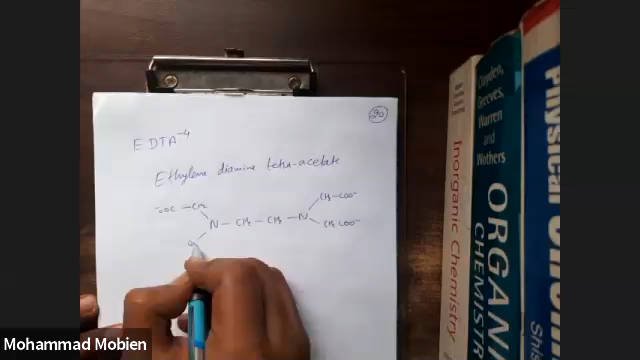 90
EDTA⁻⁴
Ethylene diamine tetra-acetate
⁻OOC — CH₂
CH₂ — COO⁻
N — CH₂ — CH₂ — N
CH₂ COO⁻
Inorganic Chemistry
Clayden,
Greeves,
Warren
and
Wothers
ORGANIC
CHEMISTRY
Physical
Mohammad Mobien